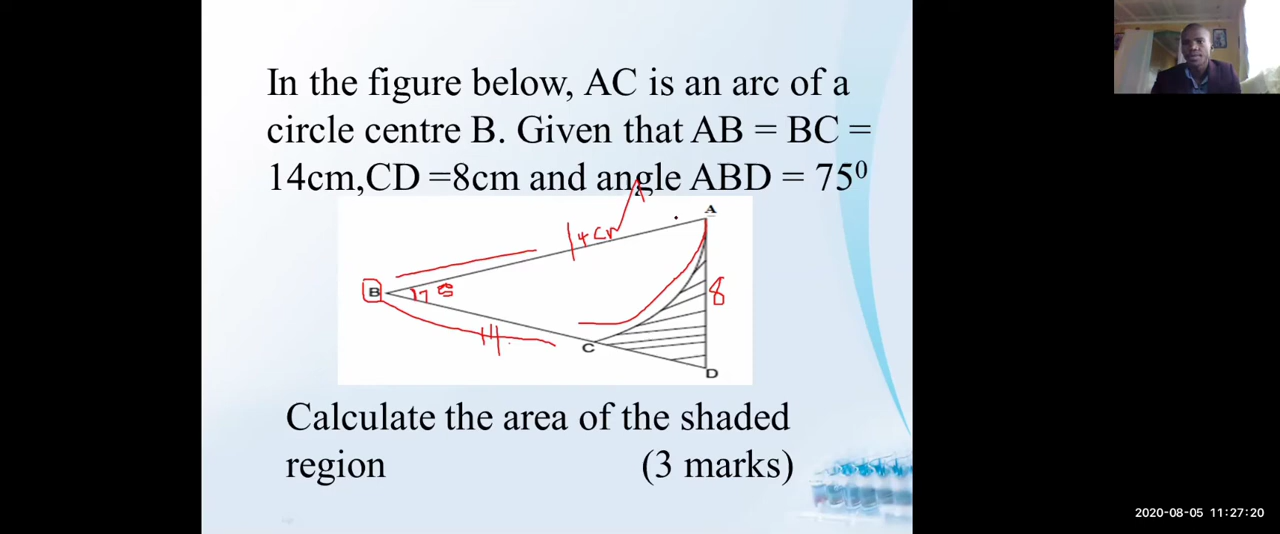 In the figure below, AC is an arc of a
circle centre B. Given that AB = BC =
14cm,CD =8cm and angle ABD = 75⁰
A
14cm
B
75
8
14
C
D
Calculate the area of the shaded
region (3 marks)
2020-08-05 11:27:20